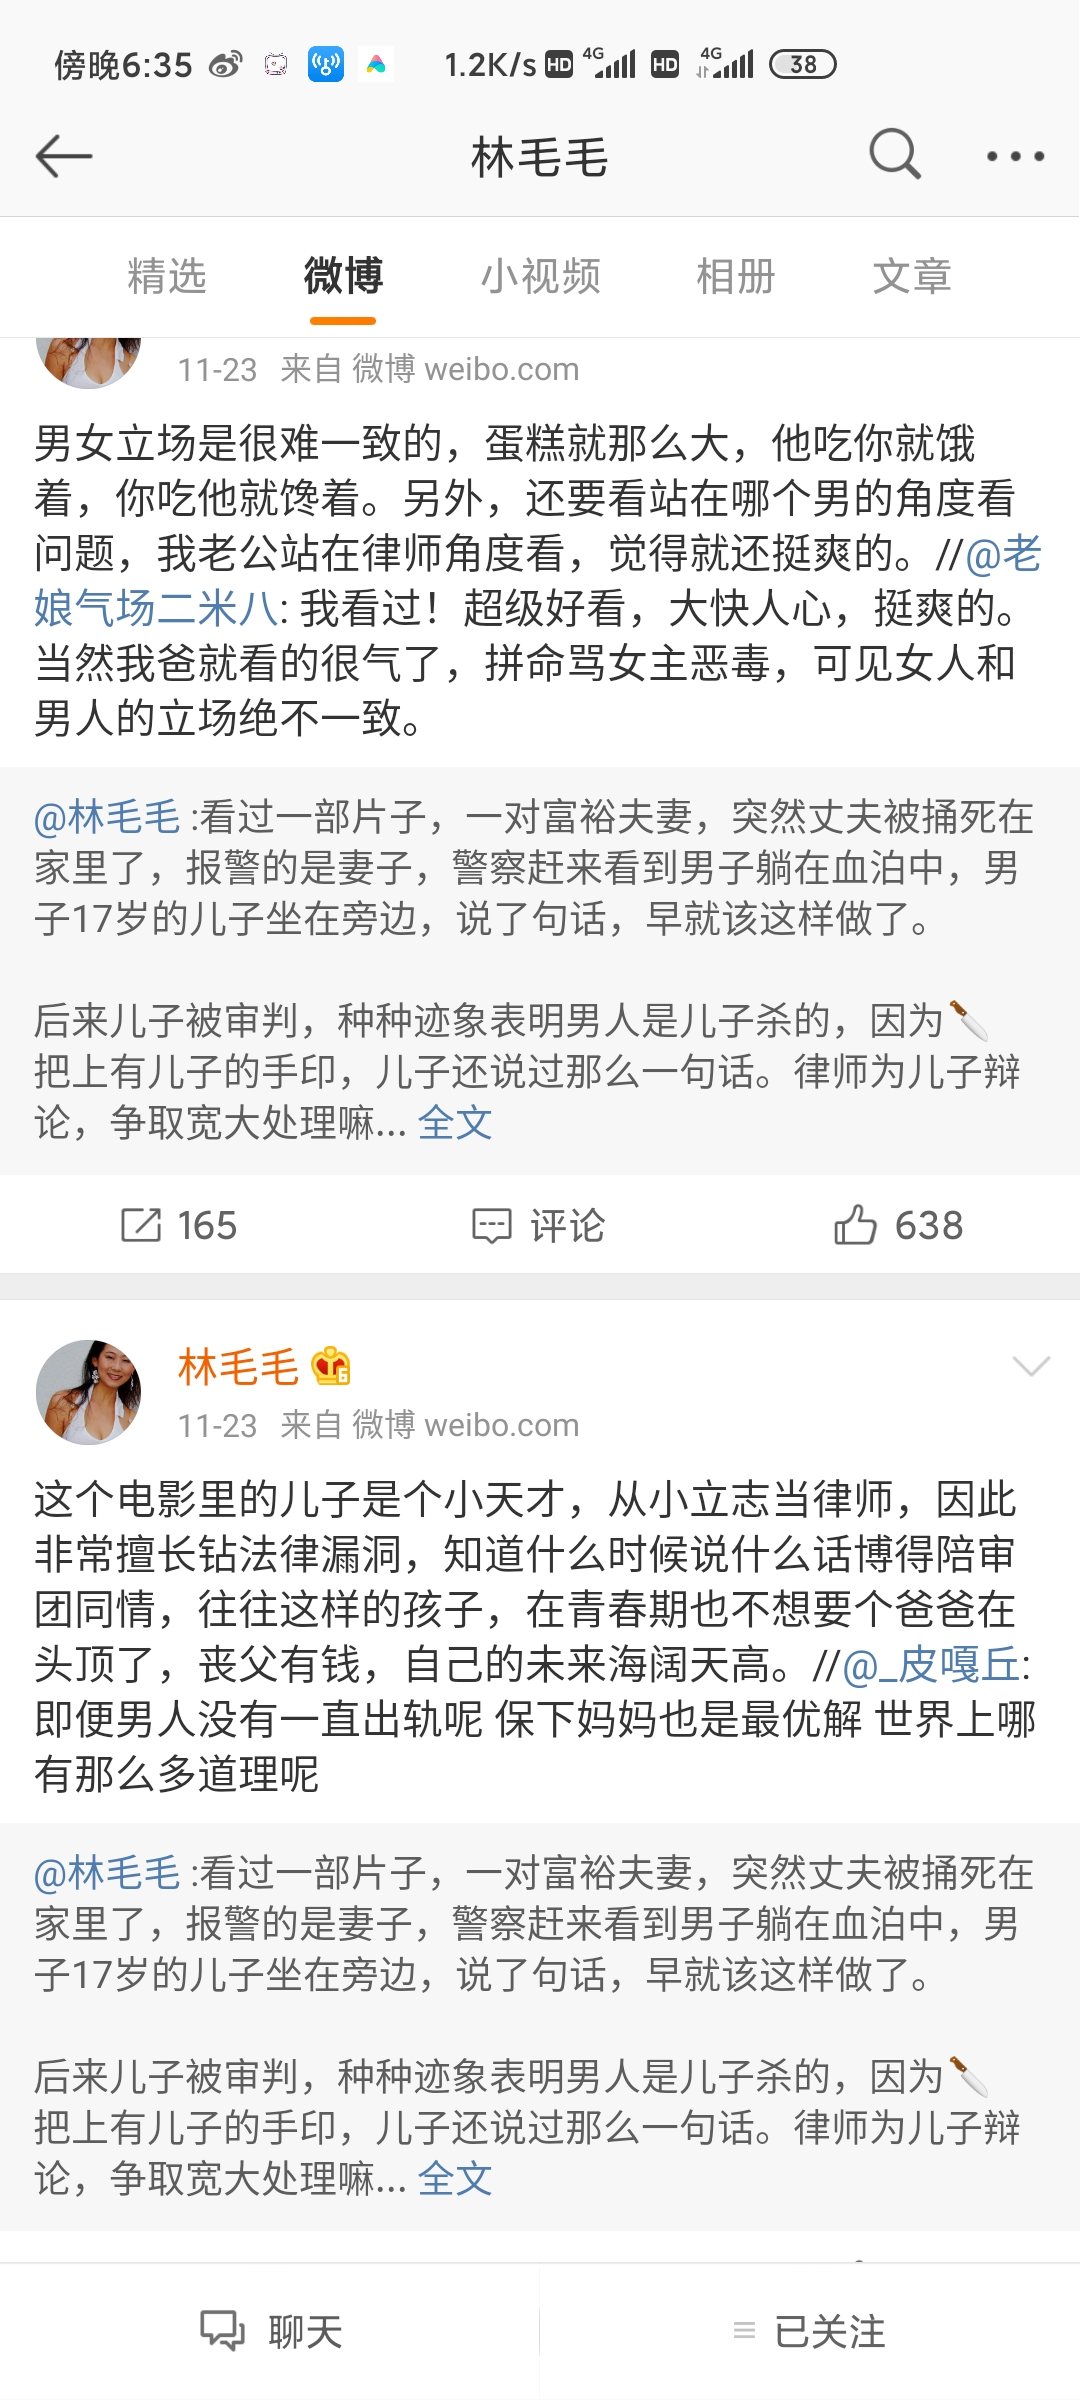 傍晚6:35 1.2K/s HD 4G HD 4G 38
林毛毛
精选 微博 小视频 相册 文章
11-23 来自 微博 weibo.com
男女立场是很难一致的，蛋糕就那么大，他吃你就饿
着，你吃他就馋着。另外，还要看站在哪个男的角度看
问题，我老公站在律师角度看，觉得就还挺爽的。//@老
娘气场二米八: 我看过！超级好看，大快人心，挺爽的。
当然我爸就看的很气了，拼命骂女主恶毒，可见女人和
男人的立场绝不一致。
@林毛毛 :看过一部片子，一对富裕夫妻，突然丈夫被捅死在
家里了，报警的是妻子，警察赶来看到男子躺在血泊中，男
子17岁的儿子坐在旁边，说了句话，早就该这样做了。
后来儿子被审判，种种迹象表明男人是儿子杀的，因为🔪
把上有儿子的手印，儿子还说过那么一句话。律师为儿子辩
论，争取宽大处理嘛... 全文
165 评论 638
林毛毛 6
11-23 来自 微博 weibo.com
这个电影里的儿子是个小天才，从小立志当律师，因此
非常擅长钻法律漏洞，知道什么时候说什么话博得陪审
团同情，往往这样的孩子，在青春期也不想要个爸爸在
头顶了，丧父有钱，自己的未来海阔天高。//@_皮嘎丘:
即便男人没有一直出轨呢 保下妈妈也是最优解 世界上哪
有那么多道理呢
@林毛毛 :看过一部片子，一对富裕夫妻，突然丈夫被捅死在
家里了，报警的是妻子，警察赶来看到男子躺在血泊中，男
子17岁的儿子坐在旁边，说了句话，早就该这样做了。
后来儿子被审判，种种迹象表明男人是儿子杀的，因为🔪
把上有儿子的手印，儿子还说过那么一句话。律师为儿子辩
论，争取宽大处理嘛... 全文
聊天 已关注